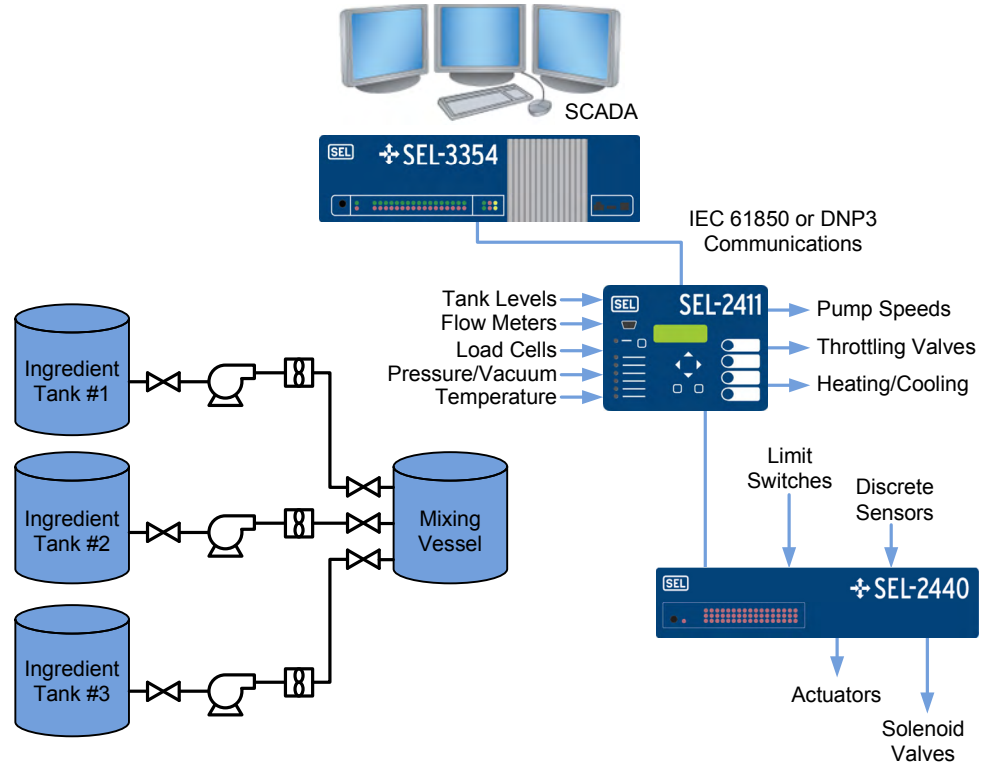 SCADA
SEL
SEL-3354
IEC 61850 or DNP3
Communications
SEL
SEL-2411
Tank Levels
Flow Meters
Load Cells
Pressure/Vacuum
Temperature
Pump Speeds
Throttling Valves
Heating/Cooling
Ingredient
Tank #1
Ingredient
Tank #2
Ingredient
Tank #3
Mixing
Vessel
Limit
Switches
Discrete
Sensors
SEL
SEL-2440
Actuators
Solenoid
Valves